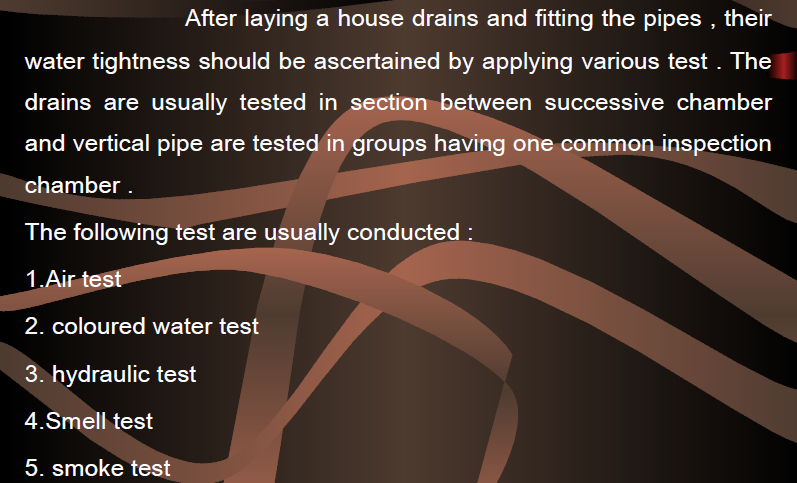 After laying a house drains and fitting the pipes , their
water tightness should be ascertained by applying various test . The
drains are usually tested in section between successive chamber
and vertical pipe are tested in groups having one common inspection
chamber .
The following test are usually conducted :
1.Air test
2. coloured water test
3. hydraulic test
4.Smell test
5. smoke test